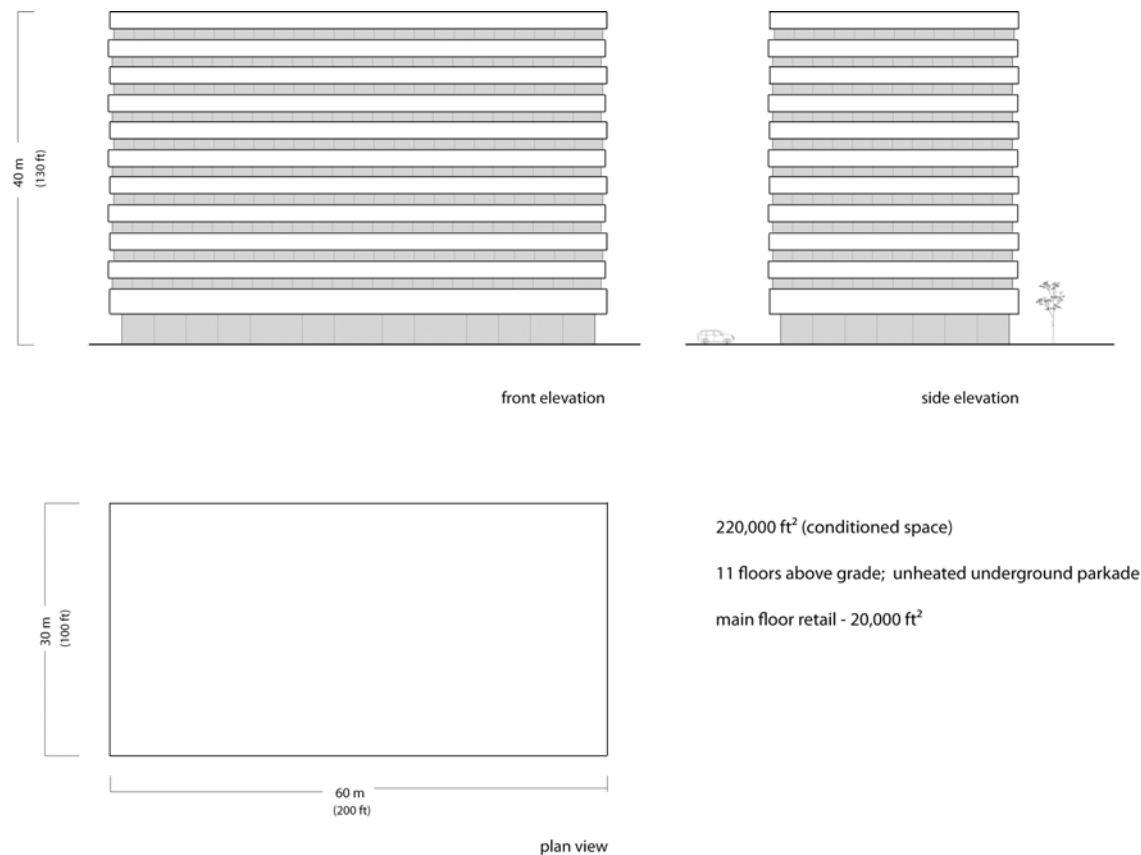 40 m
(130 ft)
front elevation
side elevation
30 m
(100 ft)
220,000 ft² (conditioned space)
11 floors above grade; unheated underground parkade
main floor retail - 20,000 ft²
60 m
(200 ft)
plan view